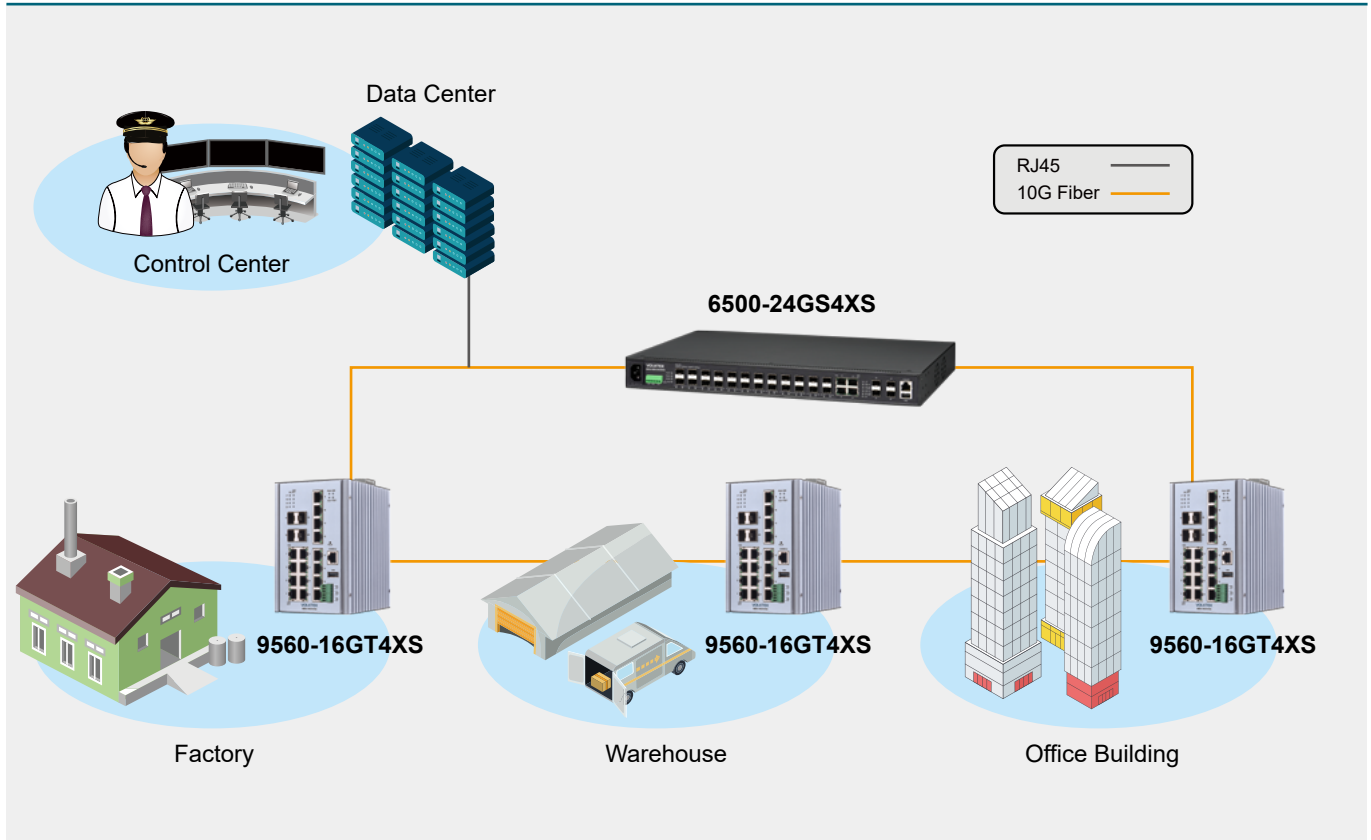 Data Center
RJ45
10G Fiber
Control Center
6500-24GS4XS
9560-16GT4XS
9560-16GT4XS
9560-16GT4XS
Factory
Warehouse
Office Building